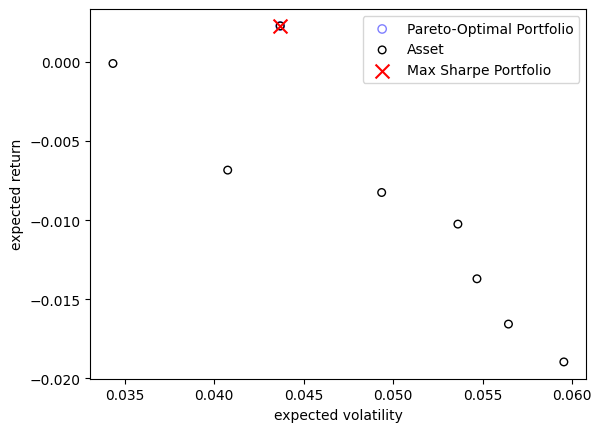 Pareto-Optimal Portfolio
Asset
Max Sharpe Portfolio
0.000
−0.005
−0.010
−0.015
−0.020
expected return
0.035
0.040
0.045
0.050
0.055
0.060
expected volatility